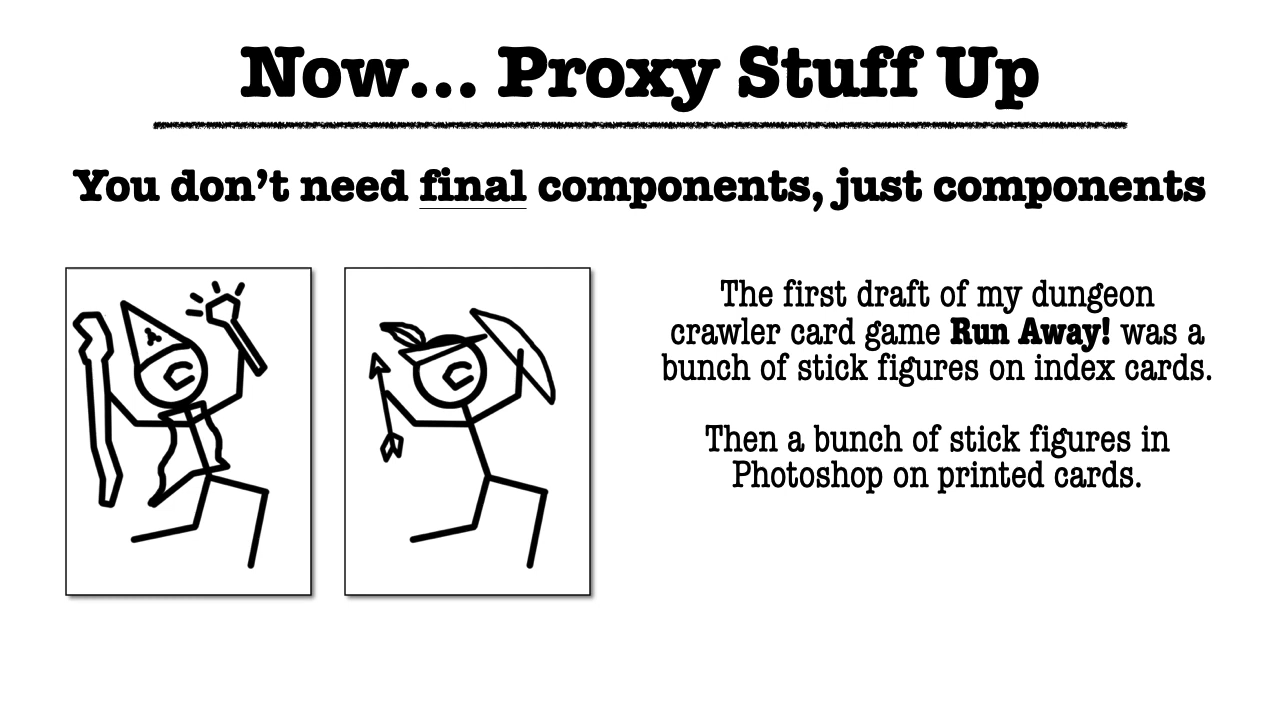 Now... Proxy Stuff Up
You don’t need final components, just components
The first draft of my dungeon
crawler card game Run Away! was a
bunch of stick figures on index cards.
Then a bunch of stick figures in
Photoshop on printed cards.